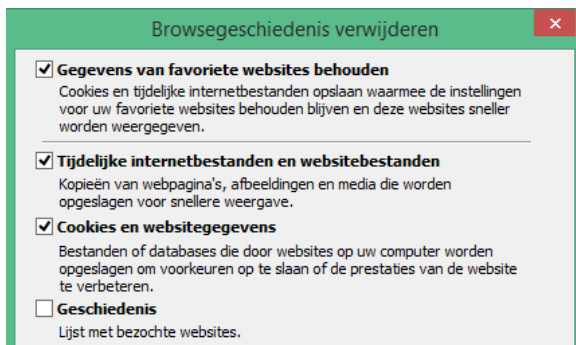 Browsegeschiedenis verwijderen
Gegevens van favoriete websites behouden
Cookies en tijdelijke internetbestanden opslaan waarmee de instellingen
voor uw favoriete websites behouden blijven en deze websites sneller
worden weergegeven.
Tijdelijke internetbestanden en websitebestanden
Kopieën van webpagina's, afbeeldingen en media die worden
opgeslagen voor snellere weergave.
Cookies en websitegegevens
Bestanden of databases die door websites op uw computer worden
opgeslagen om voorkeuren op te slaan of de prestaties van de website
te verbeteren.
Geschiedenis
Lijst met bezochte websites.